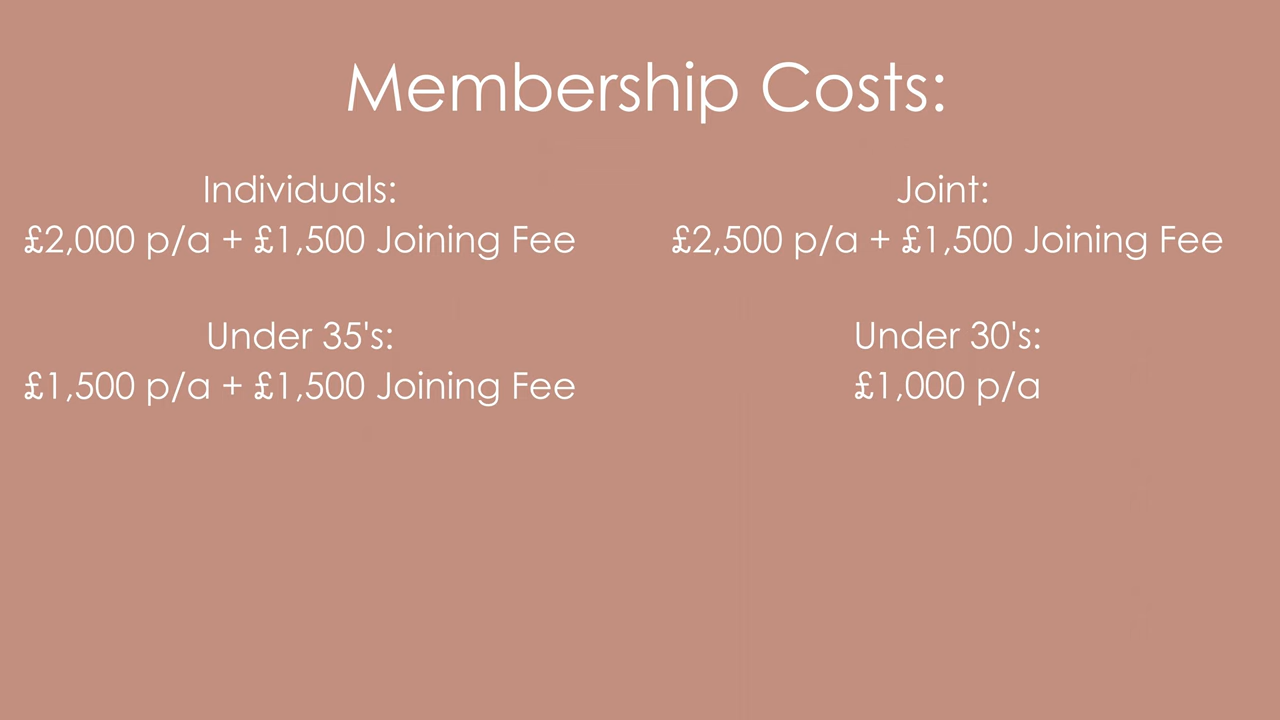 Membership Costs:
Individuals:
£2,000 p/a + £1,500 Joining Fee
Joint:
£2,500 p/a + £1,500 Joining Fee
Under 35's:
£1,500 p/a + £1,500 Joining Fee
Under 30's:
£1,000 p/a